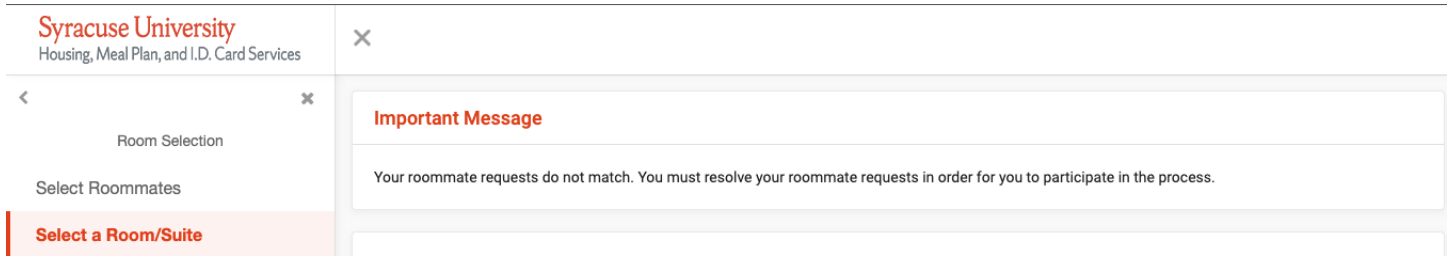 Syracuse University
Housing, Meal Plan, and I.D. Card Services
Room Selection
Select Roommates
Select a Room/Suite
Important Message
Your roommate requests do not match. You must resolve your roommate requests in order for you to participate in the process.